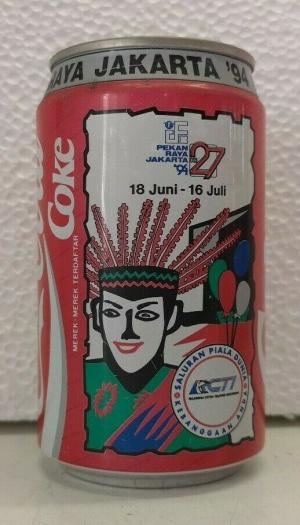 RAYA JAKARTA '94
Coke
MEREK - MEREK TERDAFTAR
PEKAN
RAYA
JAKARTA
'94
27
18 Juni - 16 Juli
SALURAN PIALA DUNIA
RCTI
KEBANGGAAN ANDA